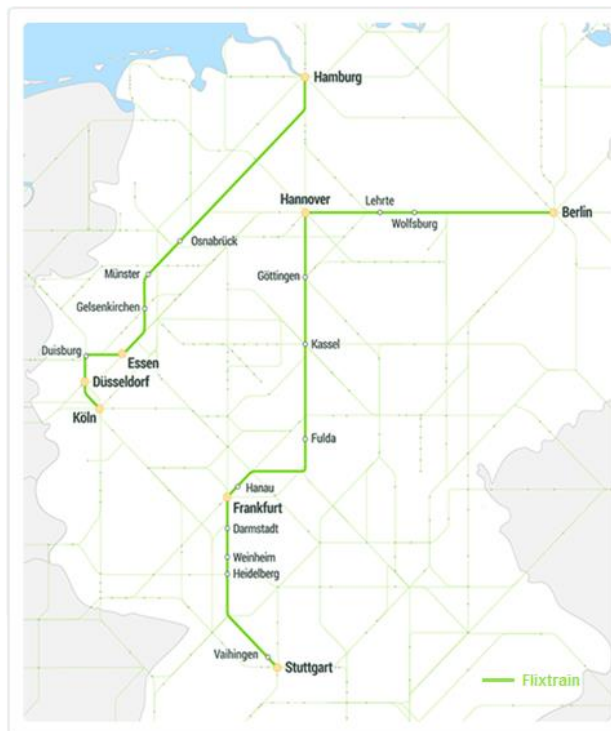 Hamburg
Hannover
Lehrte
Berlin
Wolfsburg
Osnabrück
Münster
Göttingen
Gelsenkirchen
Kassel
Duisburg
Essen
Düsseldorf
Köln
Fulda
Hanau
Frankfurt
Darmstadt
Weinheim
Heidelberg
Vaihingen
Stuttgart
Flixtrain